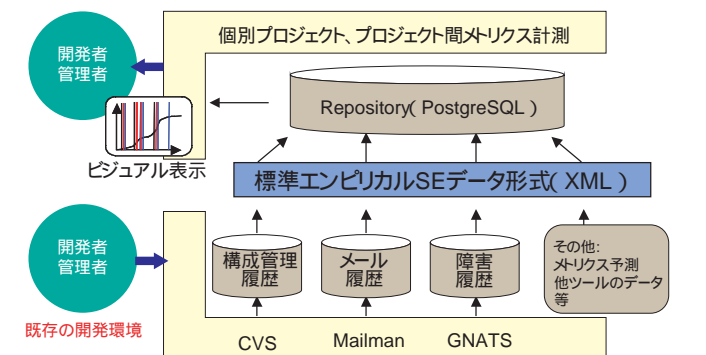 個別プロジェクト、プロジェクト間メトリクス計測
開発者
管理者
Repository( PostgreSQL )
ビジュアル表示
標準エンピリカルSEデータ形式( XML )
開発者
管理者
構成管理
履歴
メール
履歴
障害
履歴
その他:
メトリクス予測
他ツールのデータ
等
既存の開発環境
CVS
Mailman
GNATS